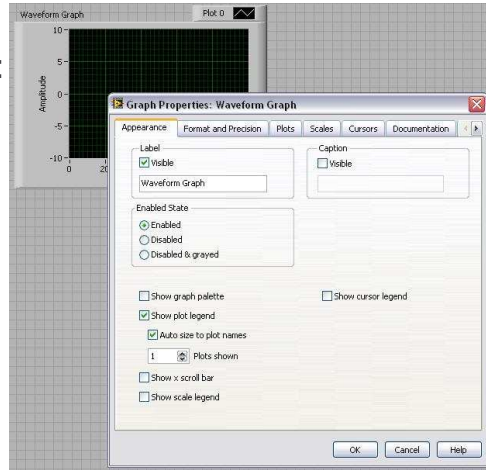 Waveform Graph
Plot 0
10
5
0
-5
-10
Amplitude
0
Graph Properties: Waveform Graph
Appearance
Format and Precision
Plots
Scales
Cursors
Documentation
Label
Visible
Waveform Graph
Caption
Visible
Enabled State
Enabled
Disabled
Disabled & grayed
Show graph palette
Show cursor legend
Show plot legend
Auto size to plot names
1
Plots shown
Show x scroll bar
Show scale legend
OK
Cancel
Help